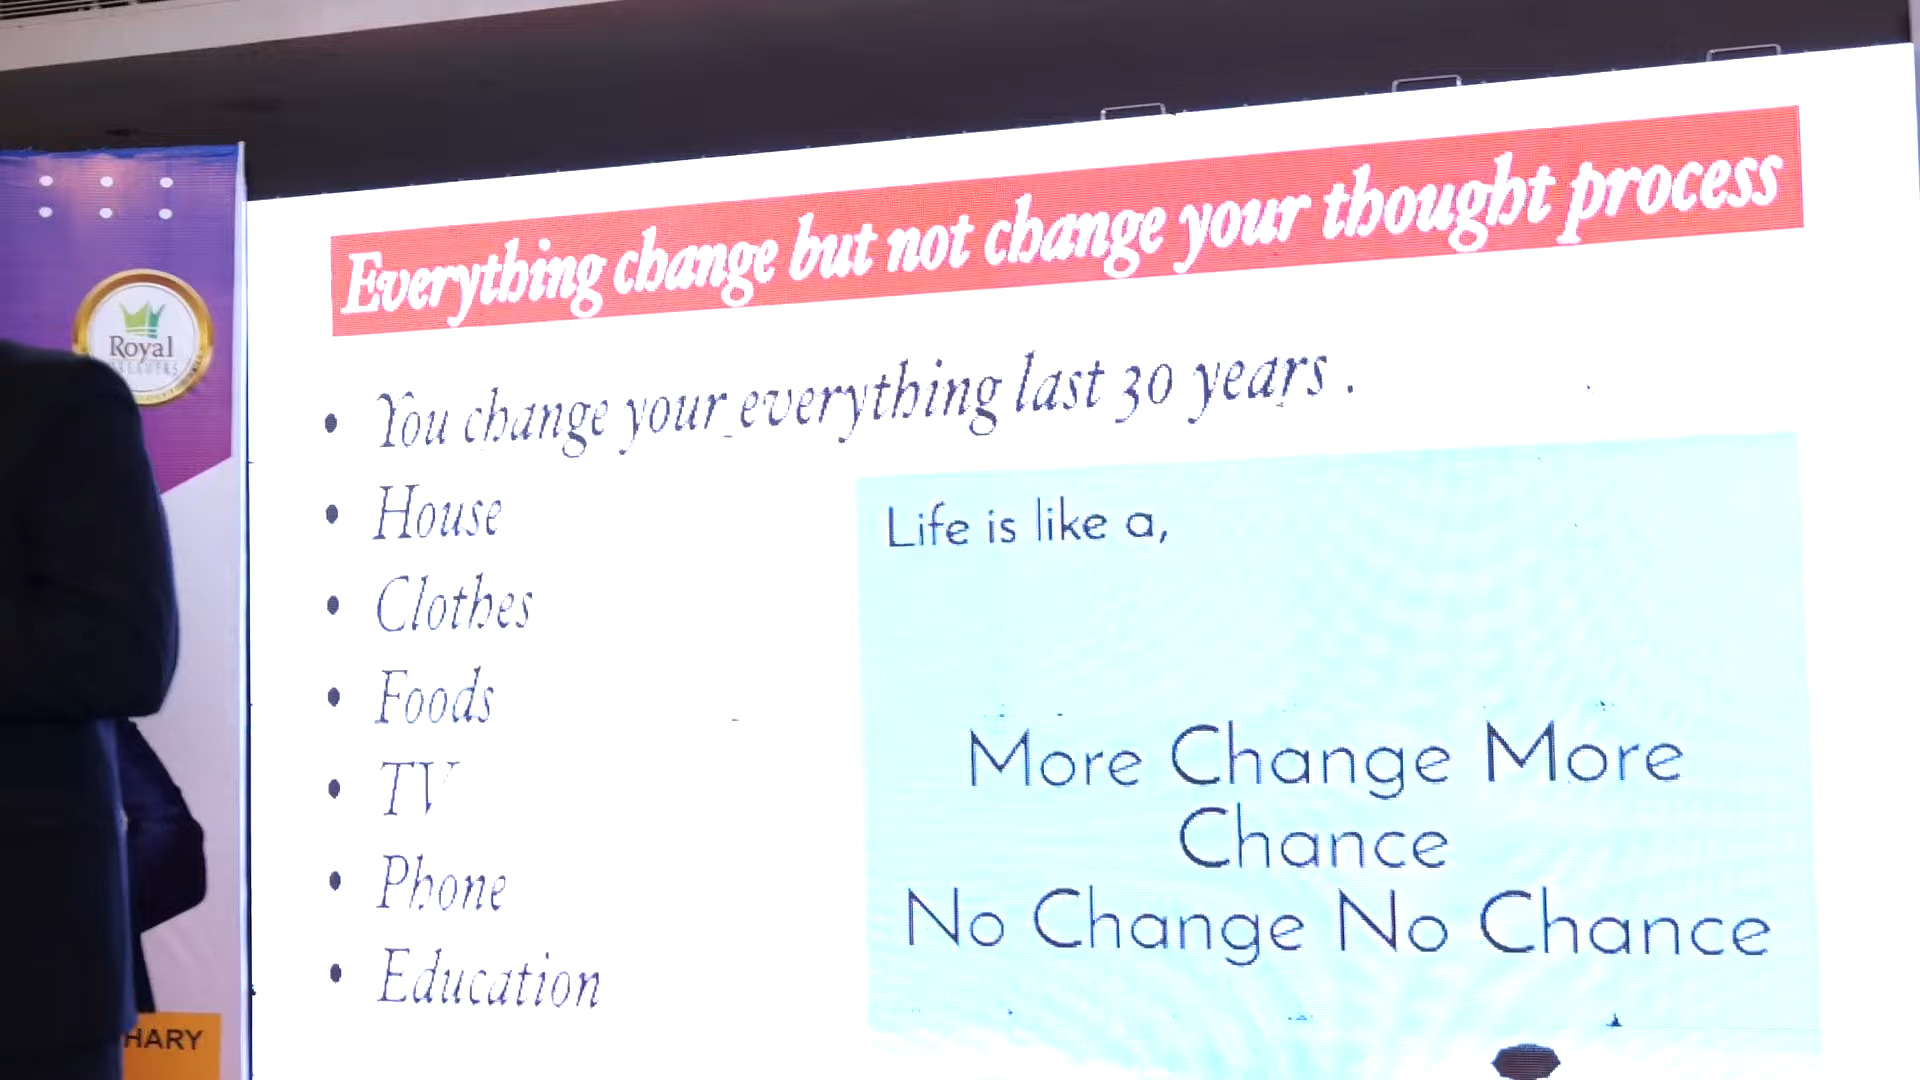 Everything change but not change your thought process
• You change your everything last 30 years .
• House
• Clothes
• Foods
• TV
• Phone
• Education
Life is like a,
More Change More
Chance
No Change No Chance
Royal
HARY